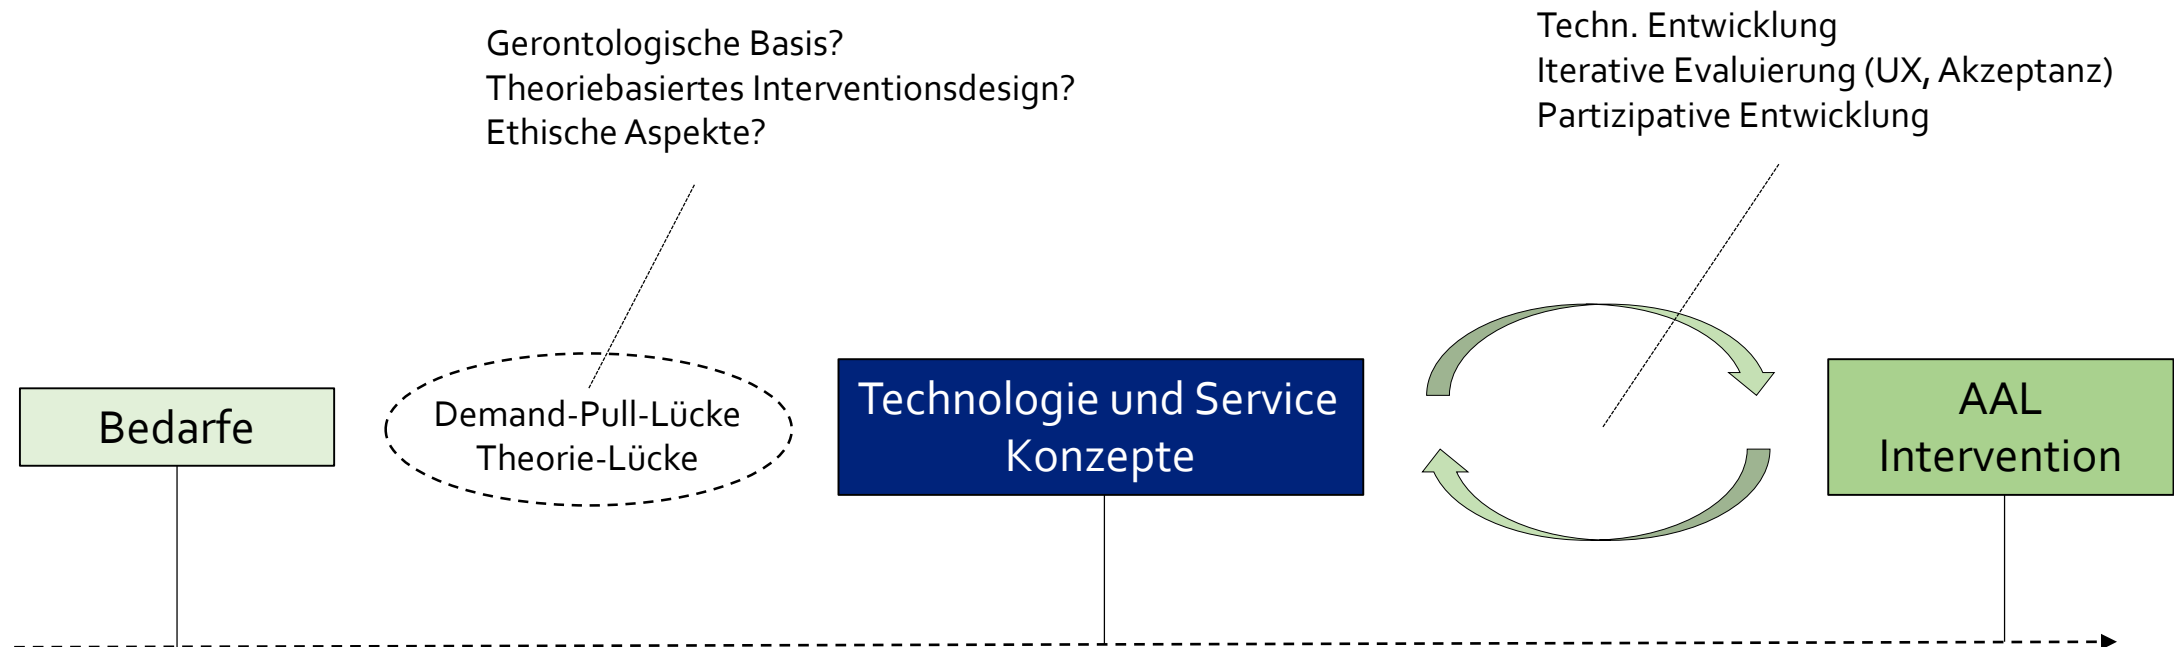 Gerontologische Basis?
Theoriebasiertes Interventionsdesign?
Ethische Aspekte?
Techn. Entwicklung
Iterative Evaluierung (UX, Akzeptanz)
Partizipative Entwicklung
Bedarfe
Demand-Pull-Lücke
Theorie-Lücke
Technologie und Service
Konzepte
AAL
Intervention